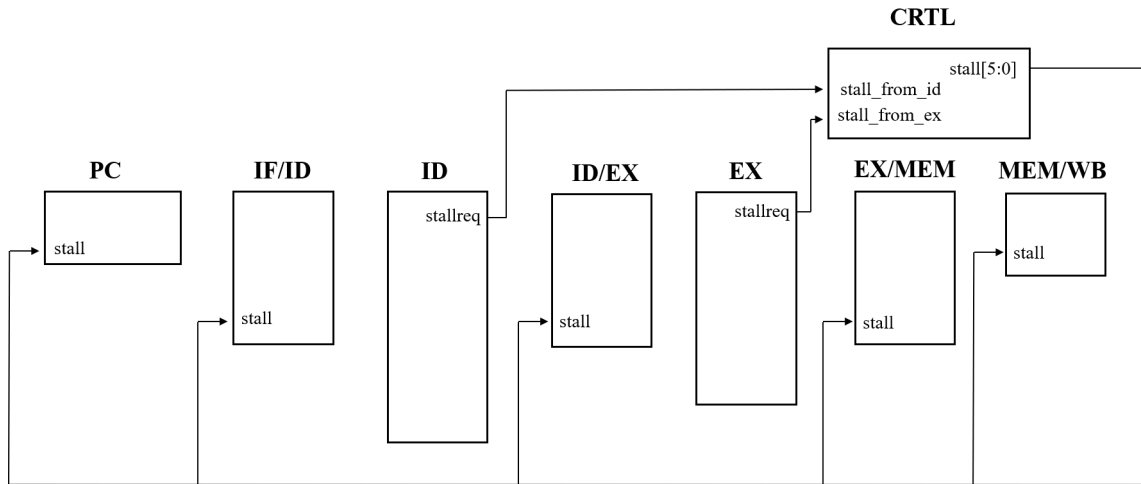 CRTL
stall[5:0]
stall_from_id
stall_from_ex
PC
IF/ID
ID
ID/EX
EX
EX/MEM
MEM/WB
stallreq
stallreq
stall
stall
stall
stall
stall